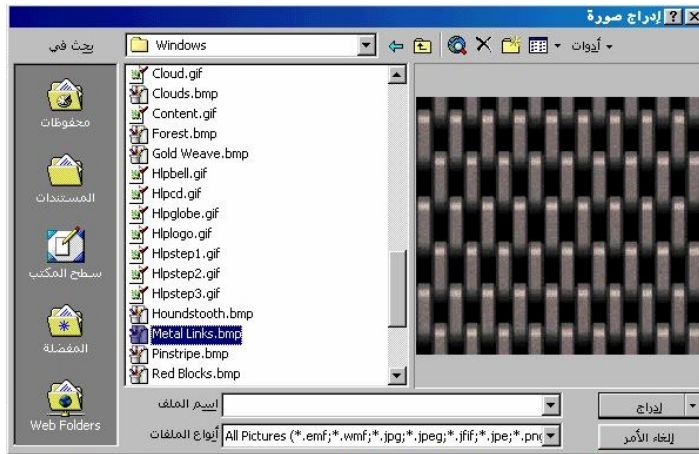 إدراج صورة
بحث في
Windows
أدوات
محفوظات
المستندات
سطح المكتب
المفضلة
Web Folders
Cloud.gif
Clouds.bmp
Content.gif
Forest.bmp
Gold Weave.bmp
Hlpbell.gif
Hlpcd.gif
Hlpglobe.gif
Hlplogo.gif
Hlpstep1.gif
Hlpstep2.gif
Hlpstep3.gif
Houndstooth.bmp
Metal Links.bmp
Pinstripe.bmp
Red Blocks.bmp
اسم الملف
إدراج
أنواع الملفات
All Pictures (*.emf;*.wmf;*.jpg;*.jpeg;*.jfif;*.jpe;*.png
إلغاء الأمر